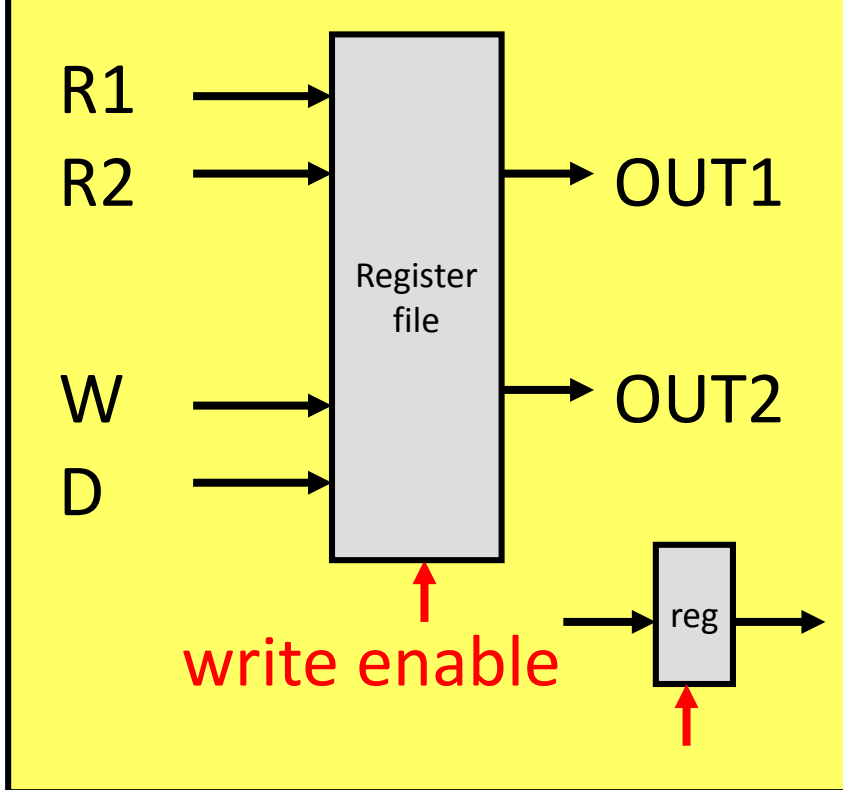 R1
R2
OUT1
Register
file
W
OUT2
D
reg
write enable